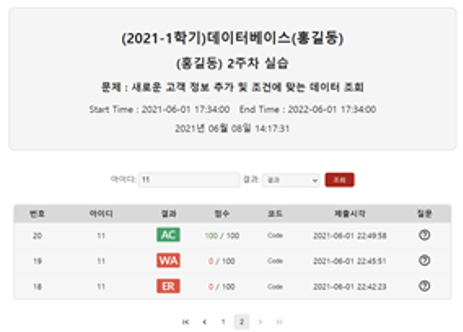 (2021-1학기)데이터베이스(홍길동)
(홍길동) 2주차 실습
문제 : 새로운 고객 정보 추가 및 조건에 맞는 데이터 조회
Start Time : 2021-06-01 17:34:00 End Time : 2022-06-01 17:34:00
2021년 06월 08일 14:17:31
아이디: 11 결과: 결과 조회
번호 아이디 결과 점수 코드 제출시각 질문
20 11 AC 100 / 100 Code 2021-06-01 22:49:58
19 11 WA 0 / 100 Code 2021-06-01 22:45:51
18 11 ER 0 / 100 Code 2021-06-01 22:42:23
1 2